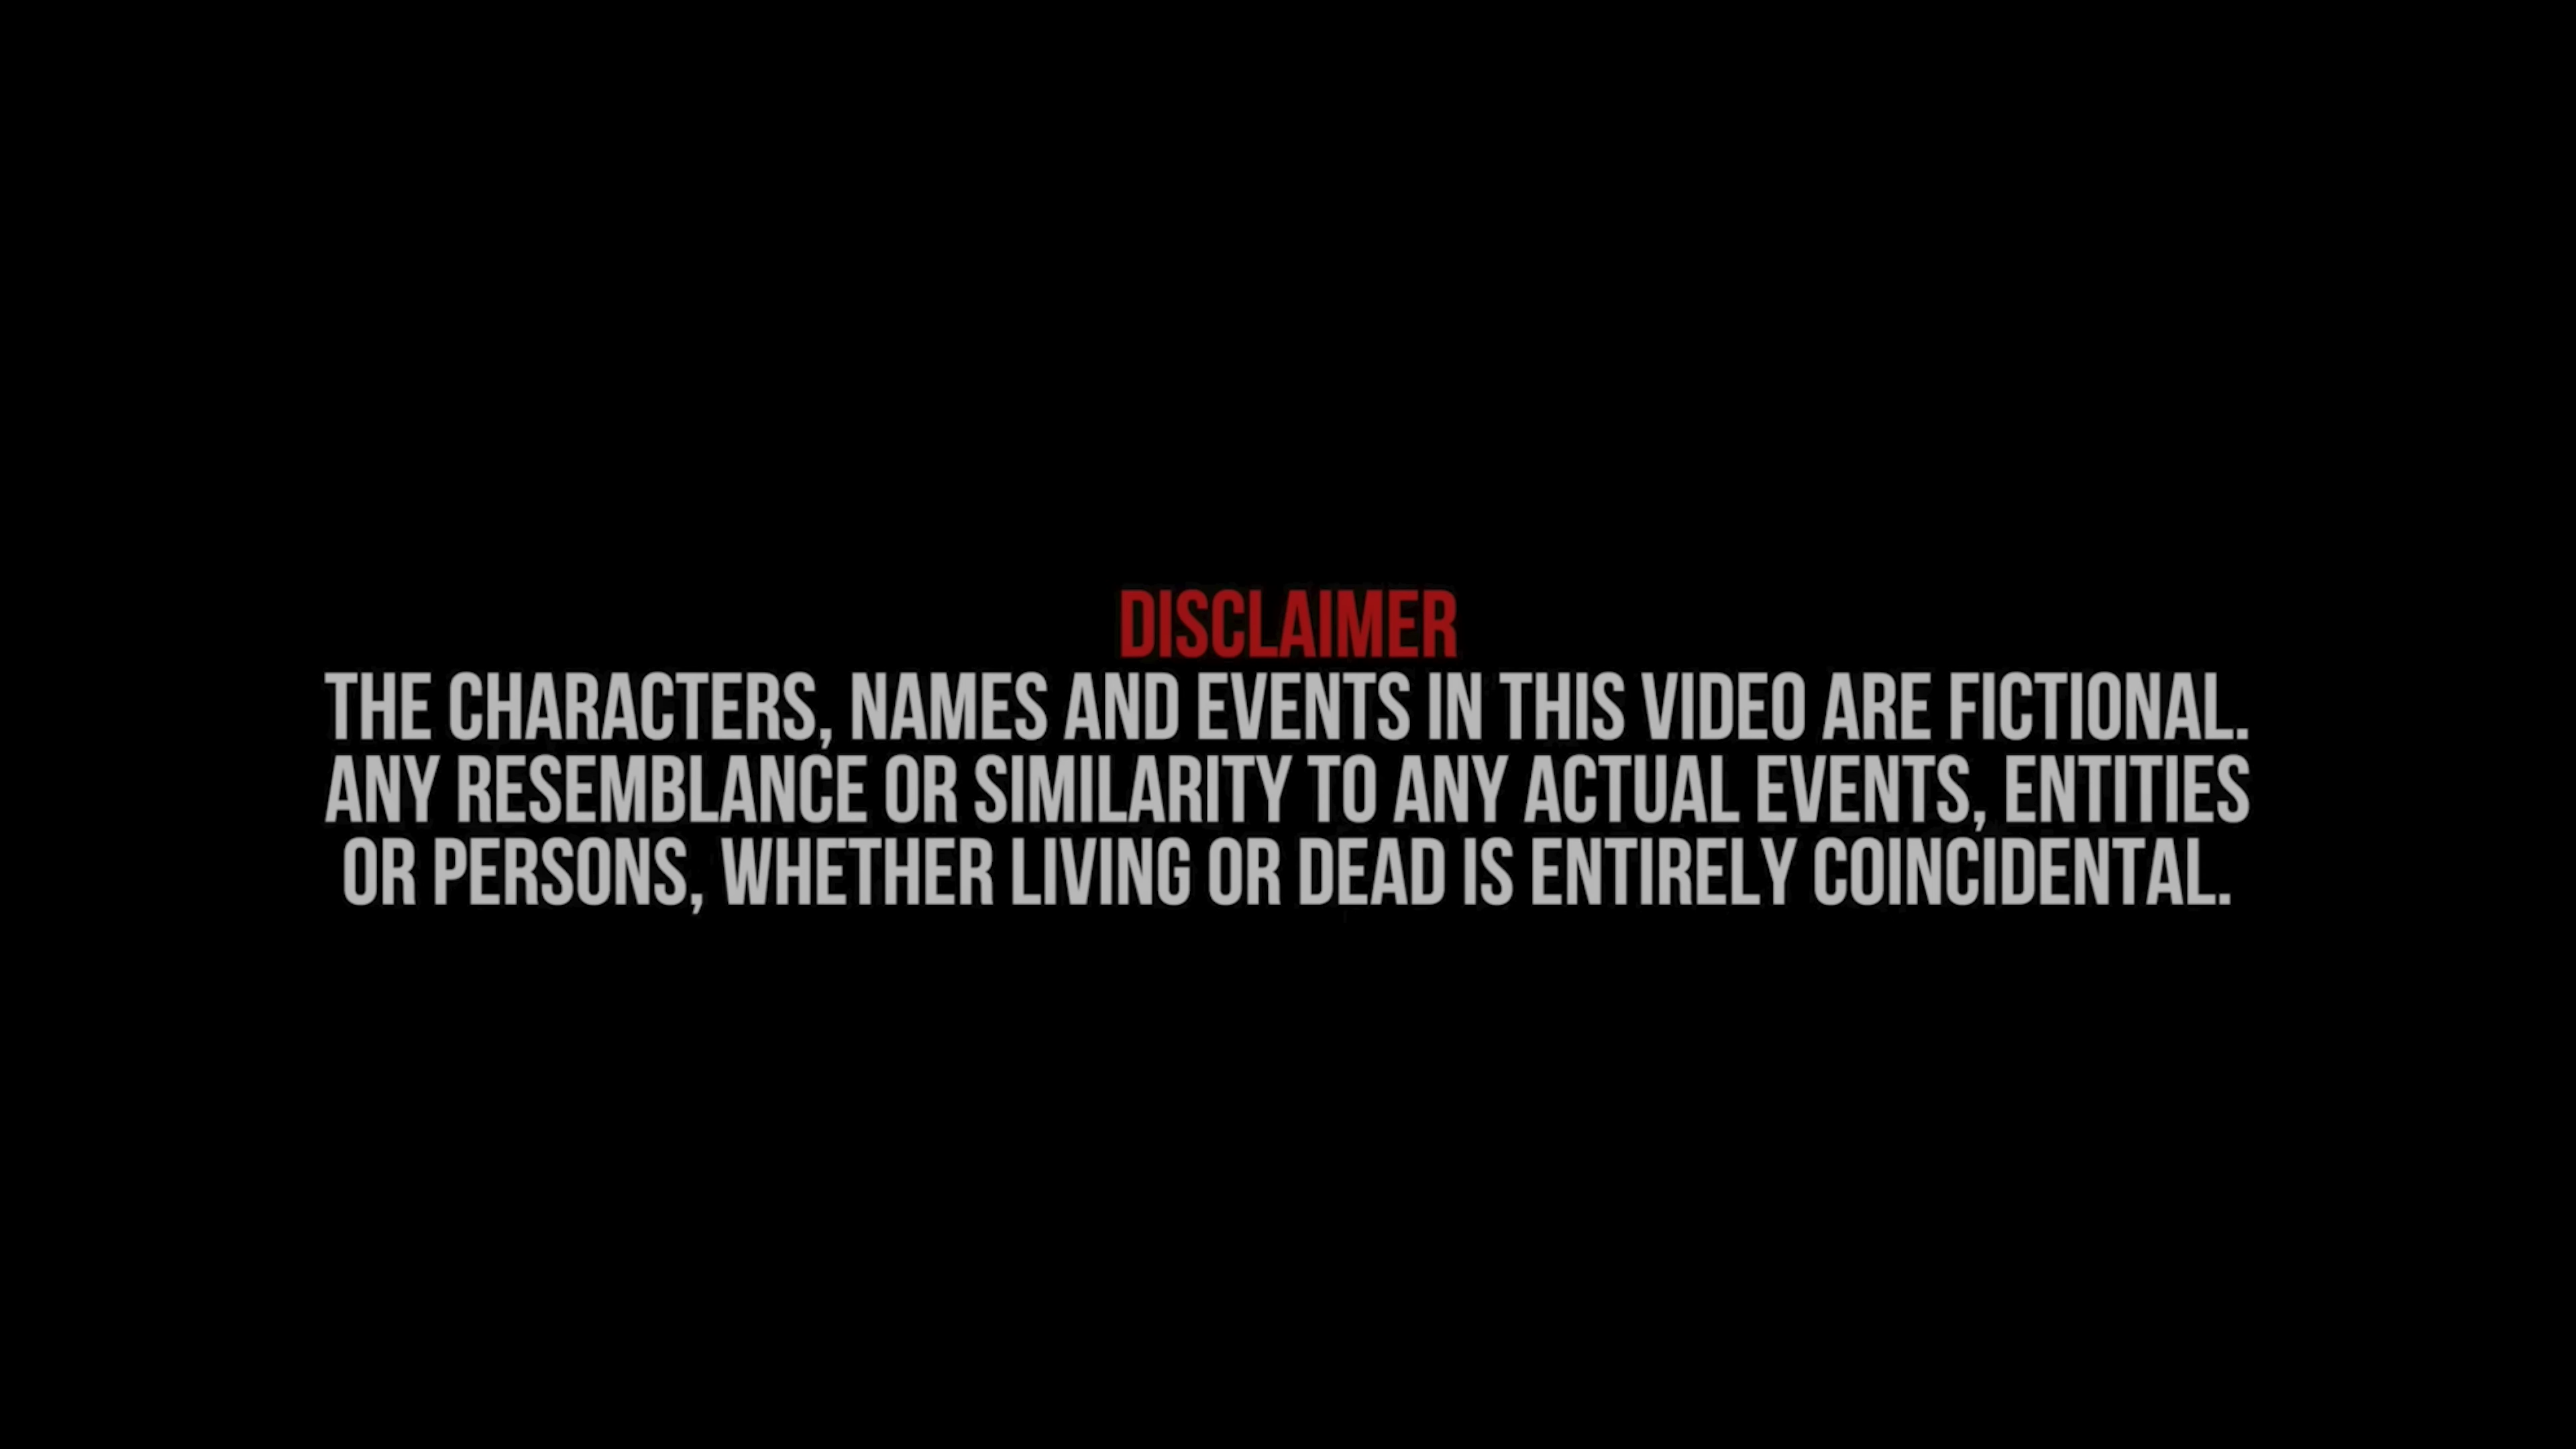 DISCLAIMER
THE CHARACTERS, NAMES AND EVENTS IN THIS VIDEO ARE FICTIONAL.
ANY RESEMBLANCE OR SIMILARITY TO ANY ACTUAL EVENTS, ENTITIES
OR PERSONS, WHETHER LIVING OR DEAD IS ENTIRELY COINCIDENTAL.